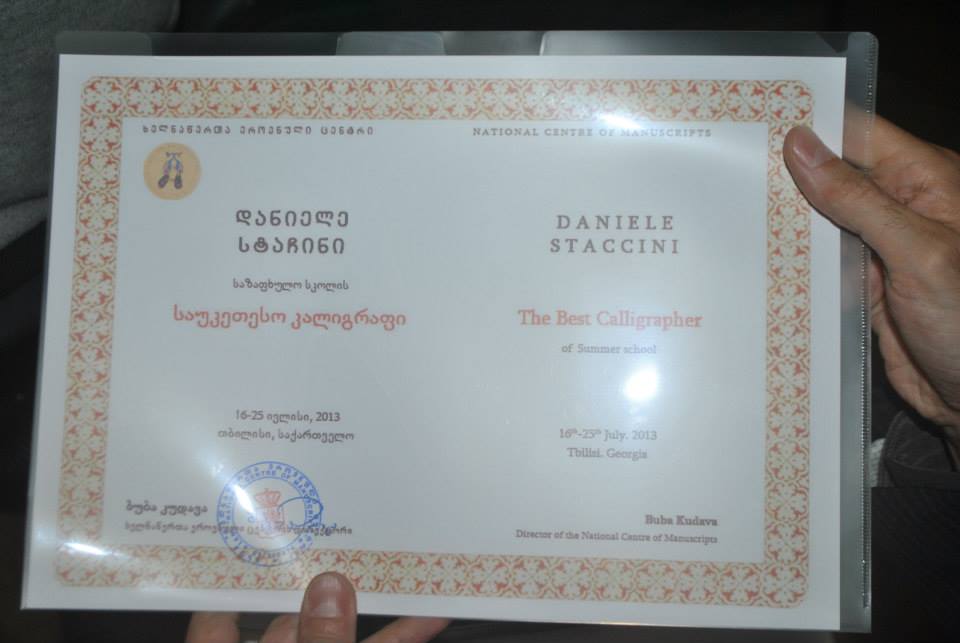 ხელნაწერთა ეროვნული ცენტრი
დანიელე
სტაჩინი
საზაფხულო სკოლის
საუკეთესო კალიგრაფი
16-25 ივლისი, 2013
თბილისი, საქართველო
ბუბა კუდავა
ხელნაწერთა ეროვნული
NATIONAL CENTRE OF MANUSCRIPTS
DANIELE
STACCINI
The Best Calligrapher
of Summer school
16th-25th July. 2013
Tbilisi. Georgia
Buba Kudava
Director of the National Centre of Manuscripts